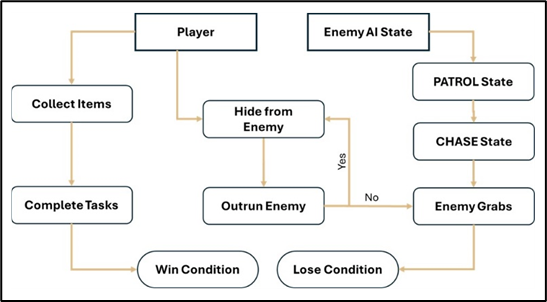 Player
Enemy AI State
PATROL State
Collect Items
Hide from
Enemy
CHASE State
Yes
Complete Tasks
Outrun Enemy
No
Enemy Grabs
Win Condition
Lose Condition